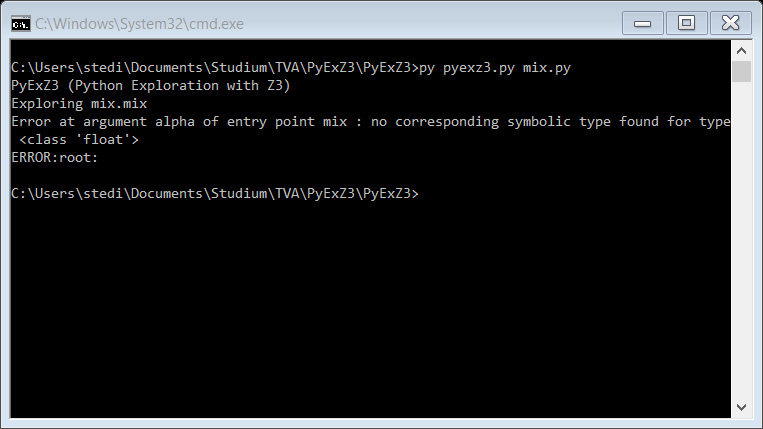 C:\Windows\System32\cmd.exe
C:\Users\stedi\Documents\Studium\TVA\PyExZ3\PyExZ3>py pyexz3.py mix.py
PyExZ3 (Python Exploration with Z3)
Exploring mix.mix
Error at argument alpha of entry point mix : no corresponding symbolic type found for type
 <class 'float'>
ERROR:root:
C:\Users\stedi\Documents\Studium\TVA\PyExZ3\PyExZ3>